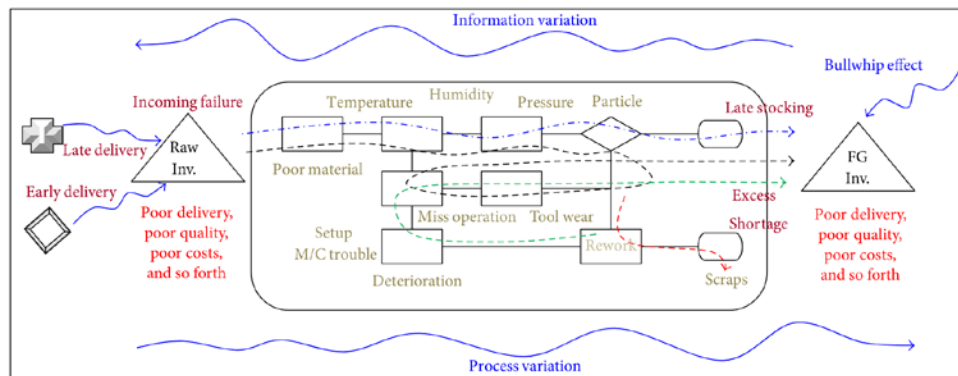 Information variation
Bullwhip effect
Incoming failure
Temperature
Humidity
Pressure
Particle
Late stocking
Late delivery
Raw
Inv.
FG
Inv.
Poor material
Early delivery
Excess
Miss operation
Tool wear
Poor delivery,
poor quality,
poor costs,
and so forth
Setup
M/C trouble
Rework
Shortage
Poor delivery,
poor quality,
poor costs,
and so forth
Deterioration
Scraps
Process variation